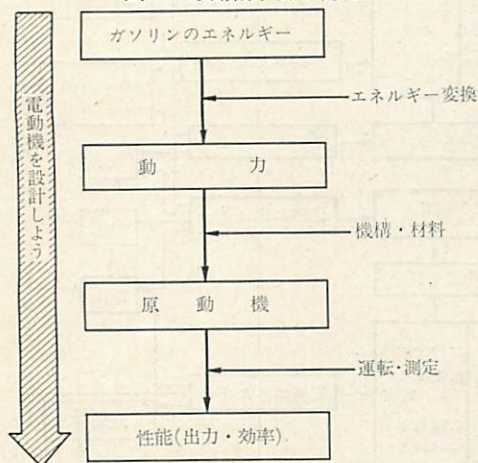 ガソリンのエネルギー
エネルギー変換
動力
機構・材料
原動機
運転・測定
性能(出力・効率)
電動機を設計しよう